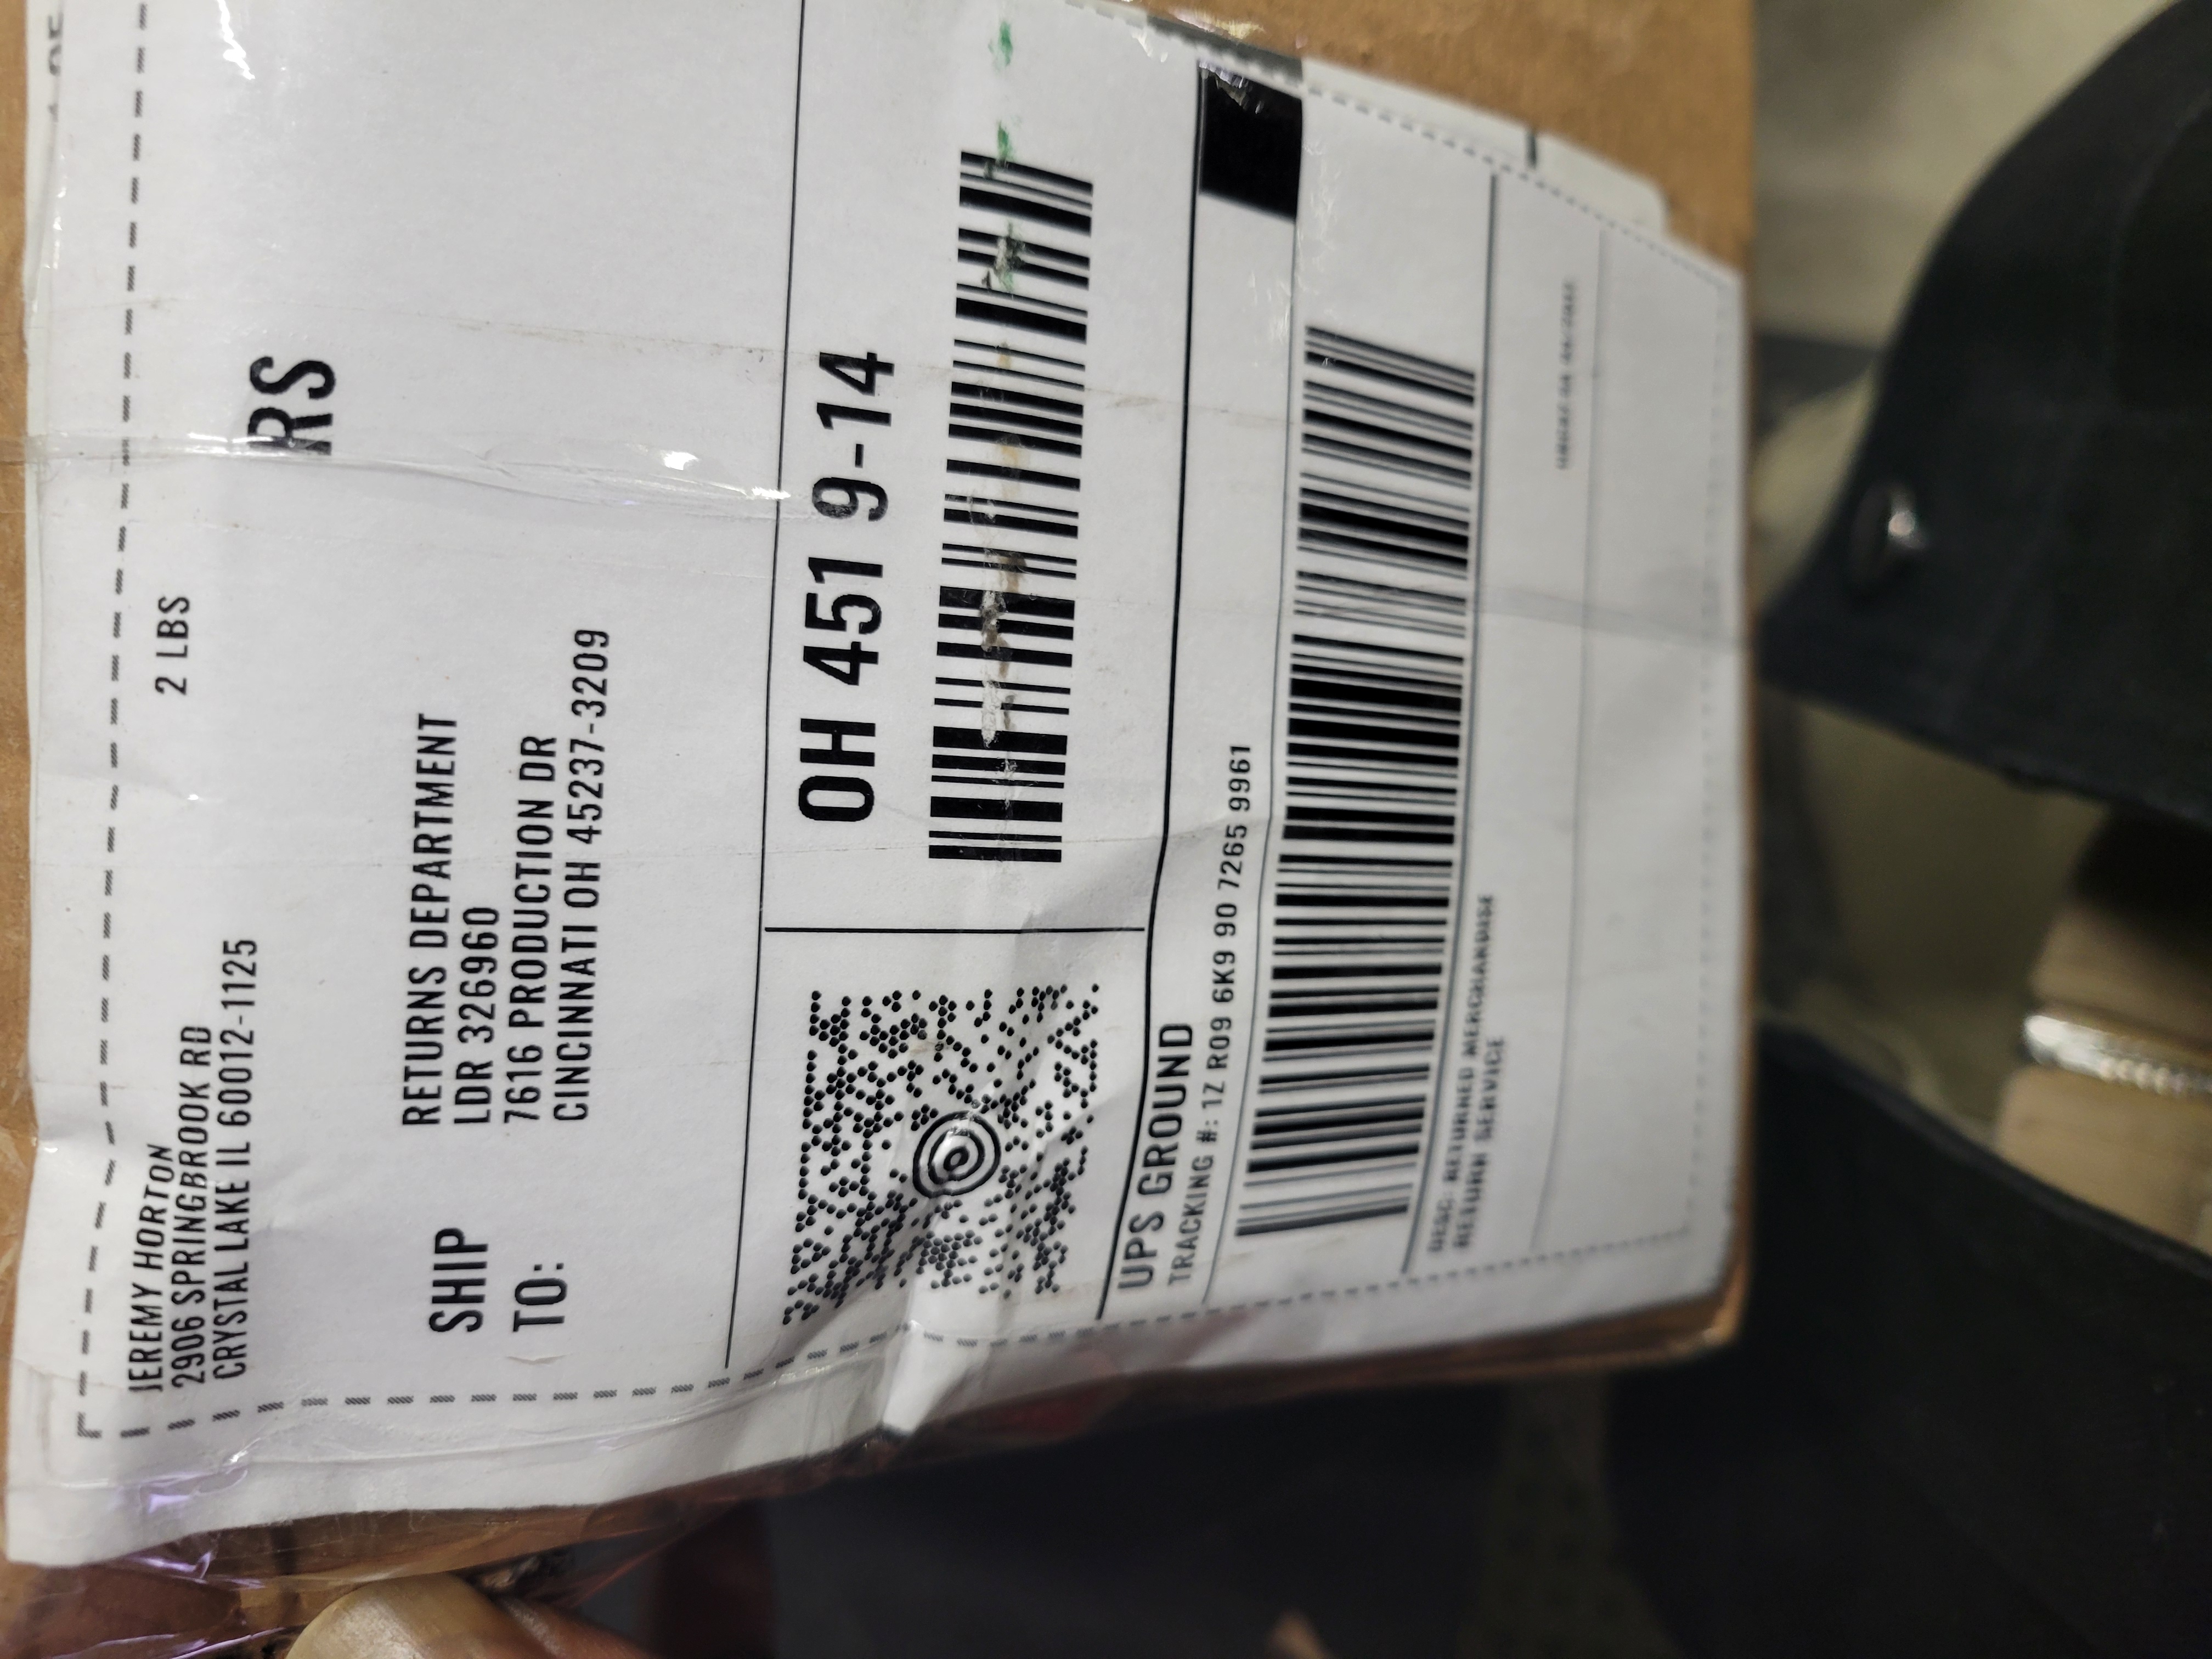 JEREMY HORTON
2906 SPRINGBROOK RD
CRYSTAL LAKE IL 60012-1125
2 LBS
RS
SHIP
TO:
RETURNS DEPARTMENT
LDR 326960
7616 PRODUCTION DR
CINCINNATI OH 45237-3209
OH 451 9-14
UPS GROUND
TRACKING #: 1Z R09 6K9 90 7265 9961
DESC: RETURNED MERCHANDISE
RETURN SERVICE